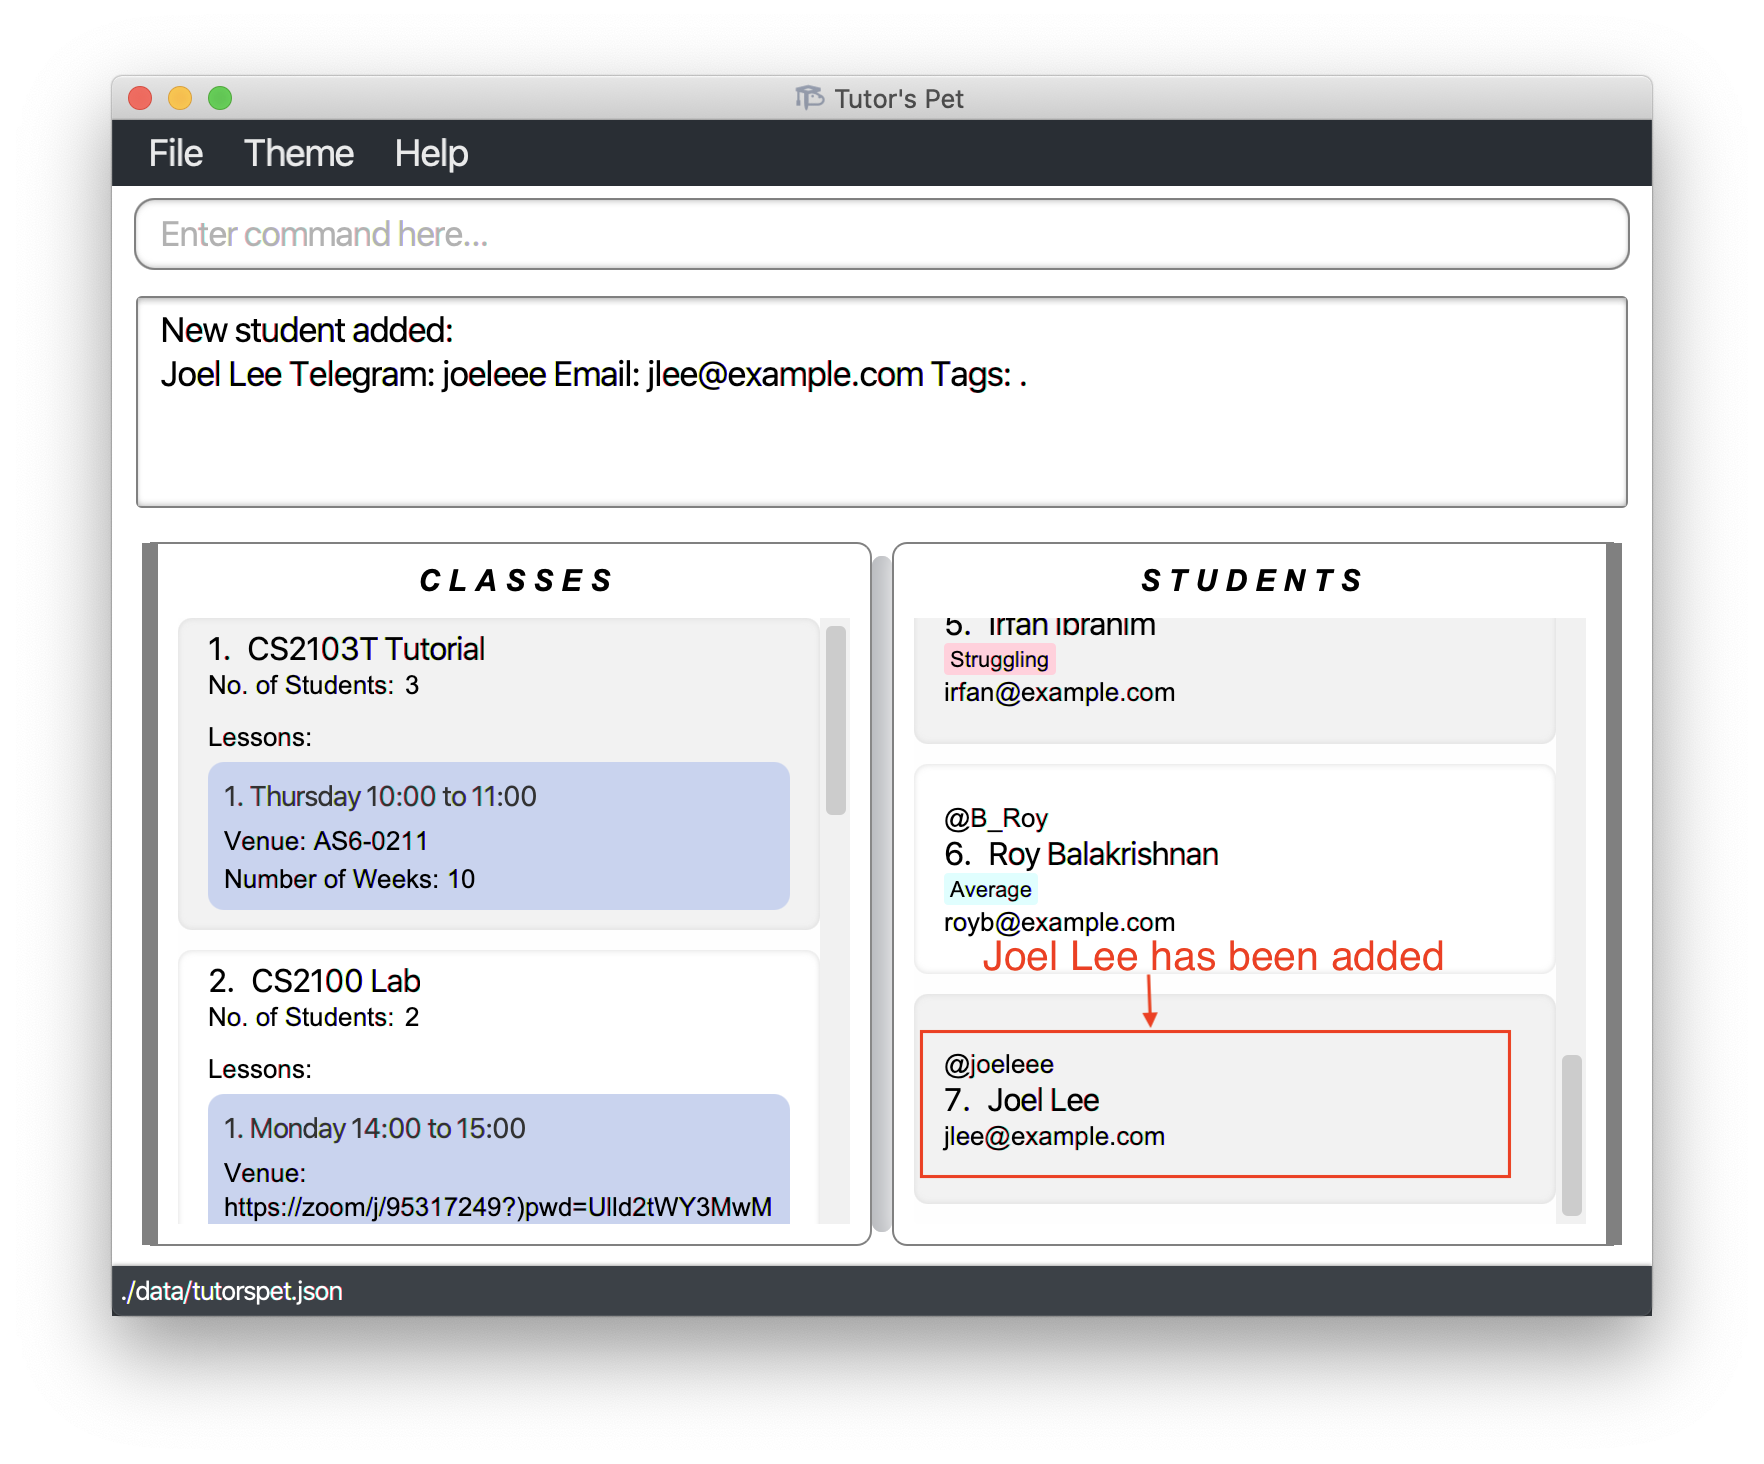 Tutor's Pet
File Theme Help
Enter command here...
New student added:
Joel Lee Telegram: joeleee Email: jlee@example.com Tags: .
CLASSES
1. CS2103T Tutorial
No. of Students: 3
Lessons:
1. Thursday 10:00 to 11:00
Venue: AS6-0211
Number of Weeks: 10
2. CS2100 Lab
No. of Students: 2
Lessons:
1. Monday 14:00 to 15:00
Venue:
https://zoom/j/95317249?)pwd=Ulld2tWY3MwM
STUDENTS
5. Irfan Ibrahim
Struggling
irfan@example.com
@B_Roy
6. Roy Balakrishnan
Average
royb@example.com
Joel Lee has been added
@joeleee
7. Joel Lee
jlee@example.com
./data/tutorspet.json